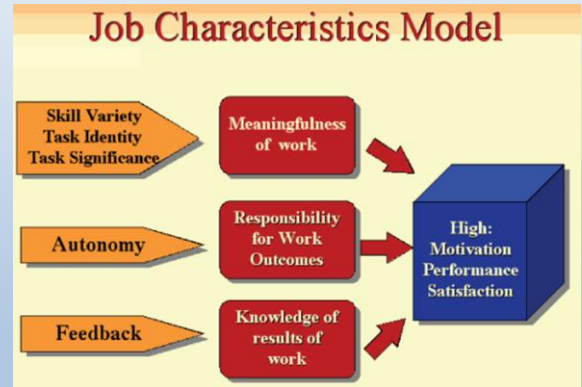 Job Characteristics Model
Skill Variety
Task Identity
Task Significance
Meaningfulness
of work
Autonomy
Responsibility
for Work
Outcomes
Feedback
Knowledge of
results of
work
High:
Motivation
Performance
Satisfaction